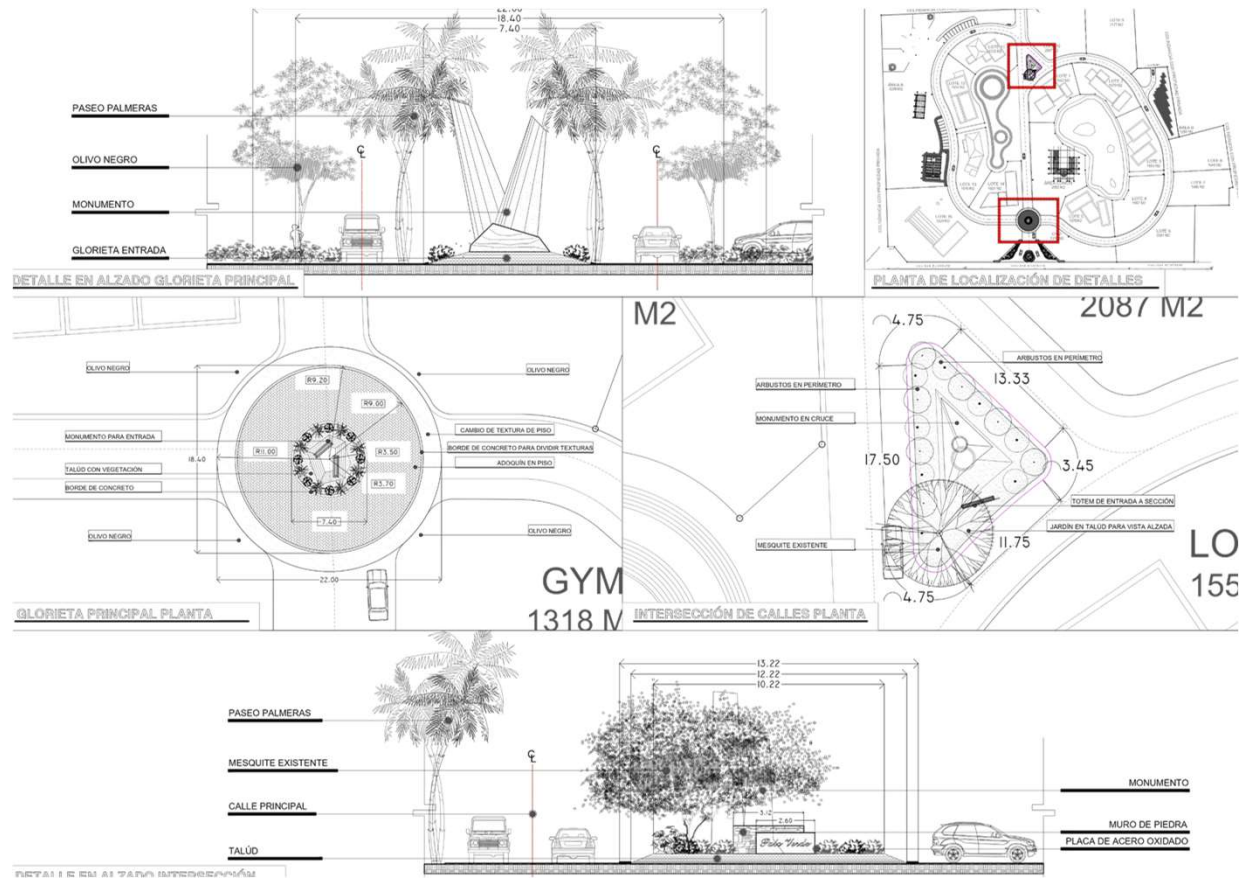 22.00
18.40
7.40
PASEO PALMERAS
OLIVO NEGRO
MONUMENTO
GLORIETA ENTRADA
DETALLE EN ALZADO GLORIETA PRINCIPAL
PLANTA DE LOCALIZACIÓN DE DETALLES
OLIVO NEGRO
MONUMENTO PARA ENTRADA
TALÚD CON VEGETACIÓN
BORDE DE CONCRETO
OLIVO NEGRO
18.40
R9.20
R9.00
R11.00
R3.50
R3.70
7.40
22.00
OLIVO NEGRO
CAMBIO DE TEXTURA DE PISO
BORDE DE CONCRETO PARA DIVIDIR TEXTURAS
ADOQUÍN EN PISO
OLIVO NEGRO
GYM
1318 M
GLORIETA PRINCIPAL PLANTA
M2
2087 M2
4.75
ARBUSTOS EN PERÍMETRO
13.33
ARBUSTOS EN PERÍMETRO
MONUMENTO EN CRUCE
17.50
3.45
TOTEM DE ENTRADA A SECCIÓN
JARDÍN EN TALÚD PARA VISTA ALZADA
MESQUITE EXISTENTE
11.75
4.75
LO
155
INTERSECCIÓN DE CALLES PLANTA
13.22
12.22
10.22
PASEO PALMERAS
MESQUITE EXISTENTE
CALLE PRINCIPAL
TALÚD
3.12
2.60
MONUMENTO
MURO DE PIEDRA
PLACA DE ACERO OXIDADO
DETALLE EN ALZADO INTERSECCIÓN